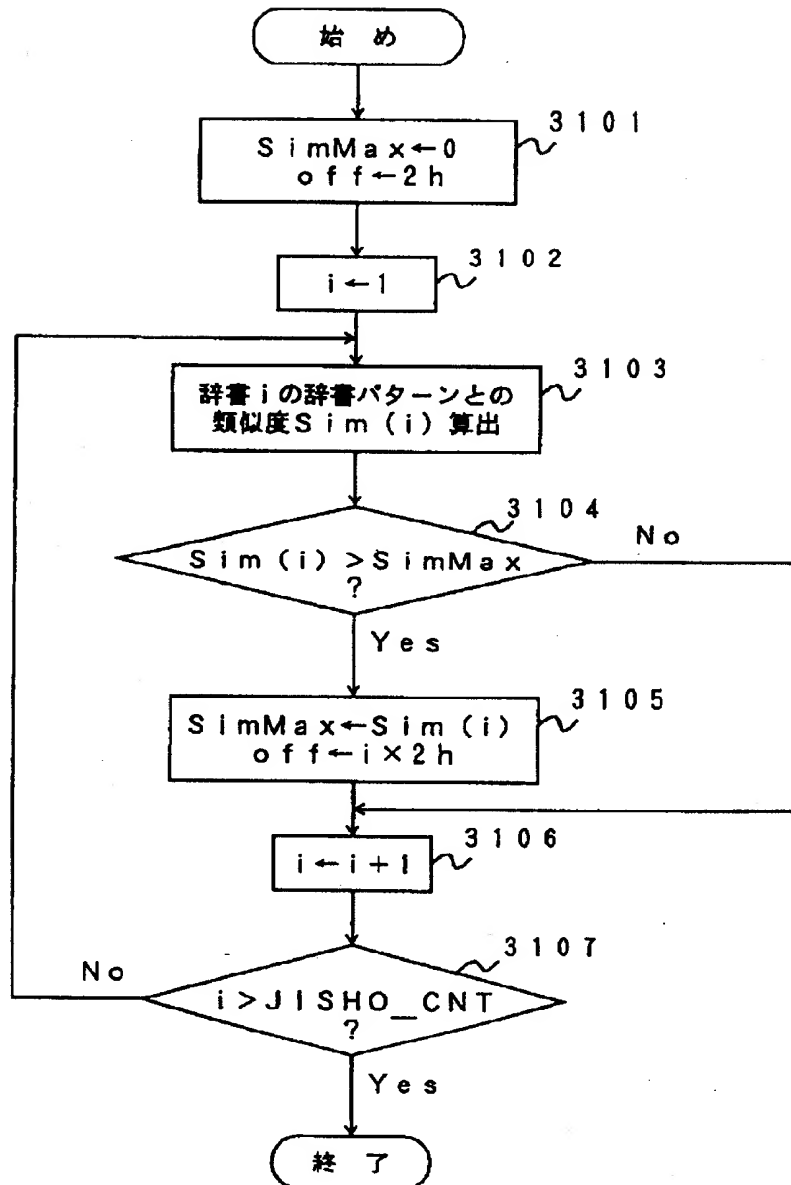 始め
3101
SimMax←0
off←2h
3102
i←1
3103
辞書iの辞書パターンとの
類似度Sim(i)算出
3104
No
Sim(i)>SimMax
?
Yes
3105
SimMax←Sim(i)
off←i×2h
3106
i←i+1
3107
No
i>JISHO_CNT
?
Yes
終了